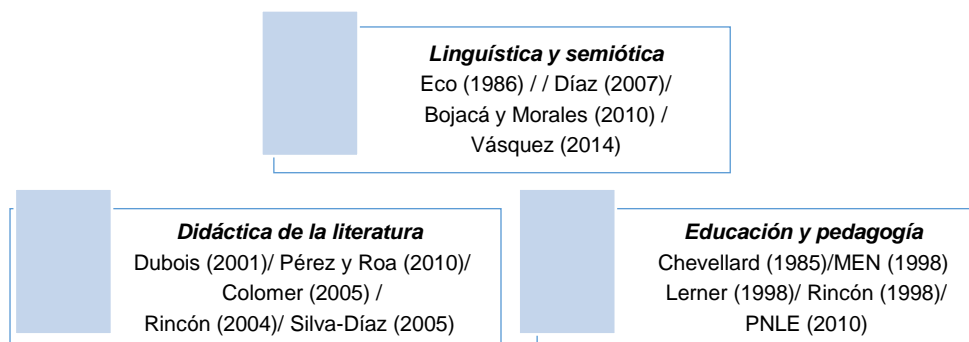 Linguística y semiótica
Eco (1986) / / Díaz (2007)/
Bojacá y Morales (2010) /
Vásquez (2014)
Didáctica de la literatura
Dubois (2001)/ Pérez y Roa (2010)/
Colomer (2005) /
Rincón (2004)/ Silva-Díaz (2005)
Educación y pedagogía
Chevellard (1985)/MEN (1998)
Lerner (1998)/ Rincón (1998)/
PNLE (2010)